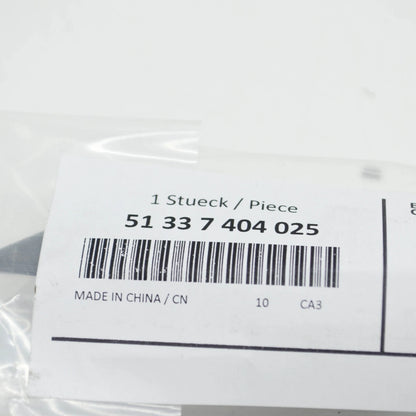 1 Stueck / Piece
51 33 7 404 025
MADE IN CHINA / CN 10 CA3